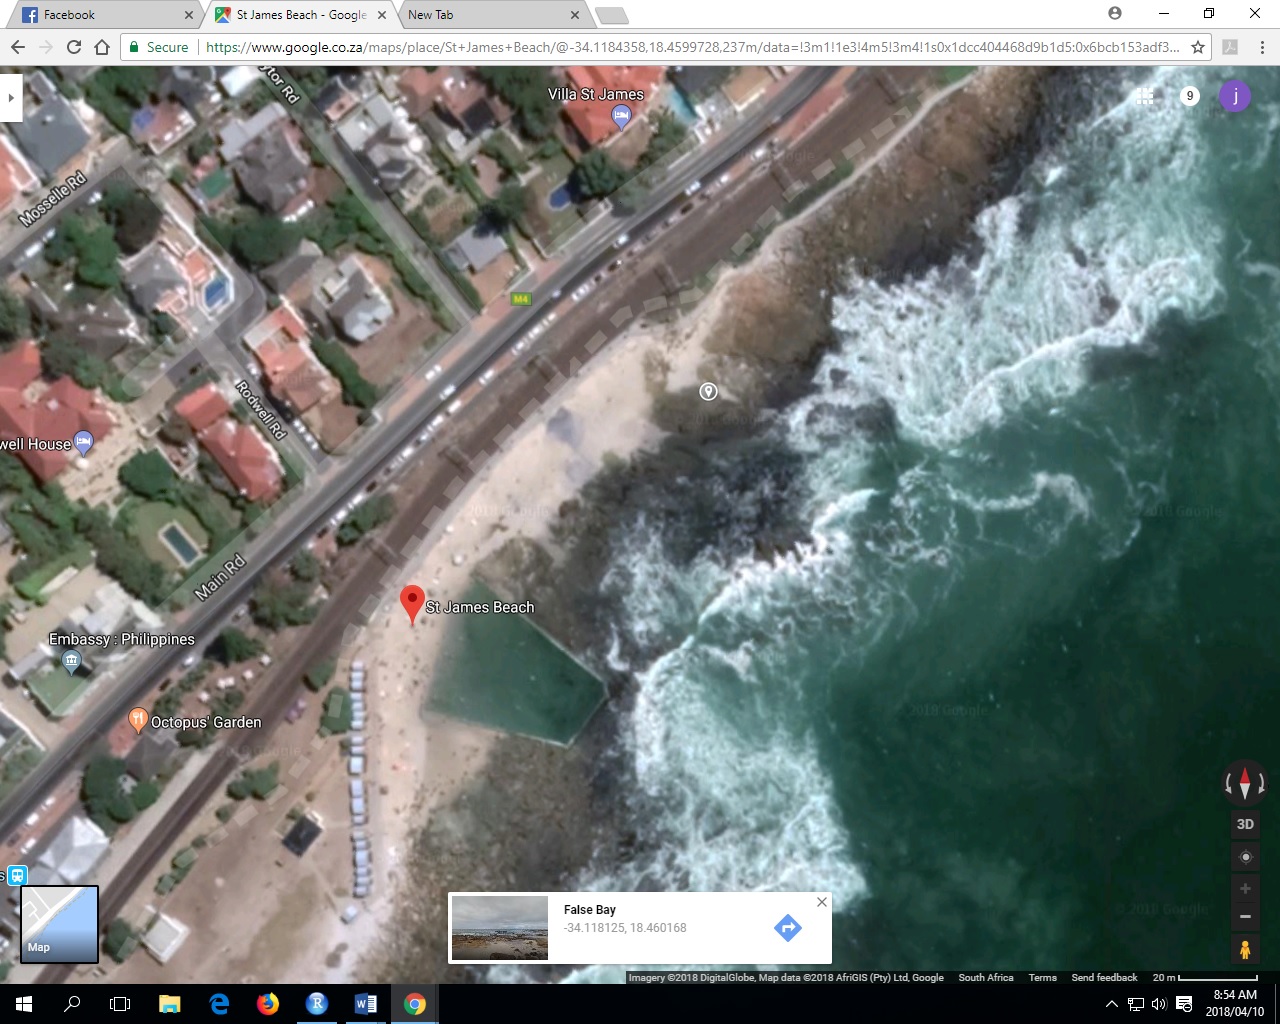 Facebook
St James Beach - Google
New Tab
Secure
https://www.google.co.za/maps/place/St+James+Beach/@-34.1184358,18.4599728,237m/data=!3m1!1e3!4m5!3m4!1s0x1dcc404468d9b1d5:0x6bcb153adf3...
Villa St James
9
j
Mosselle Rd
M4
Rodwell Rd
well House
Main Rd
St James Beach
Embassy : Philippines
Octopus' Garden
© 2018 Google
3D
Map
False Bay
-34.118125, 18.460168
Imagery ©2018 DigitalGlobe, Map data ©2018 AfriGIS (Pty) Ltd, Google
South Africa
Terms
Send feedback
20 m
8:54 AM
2018/04/10